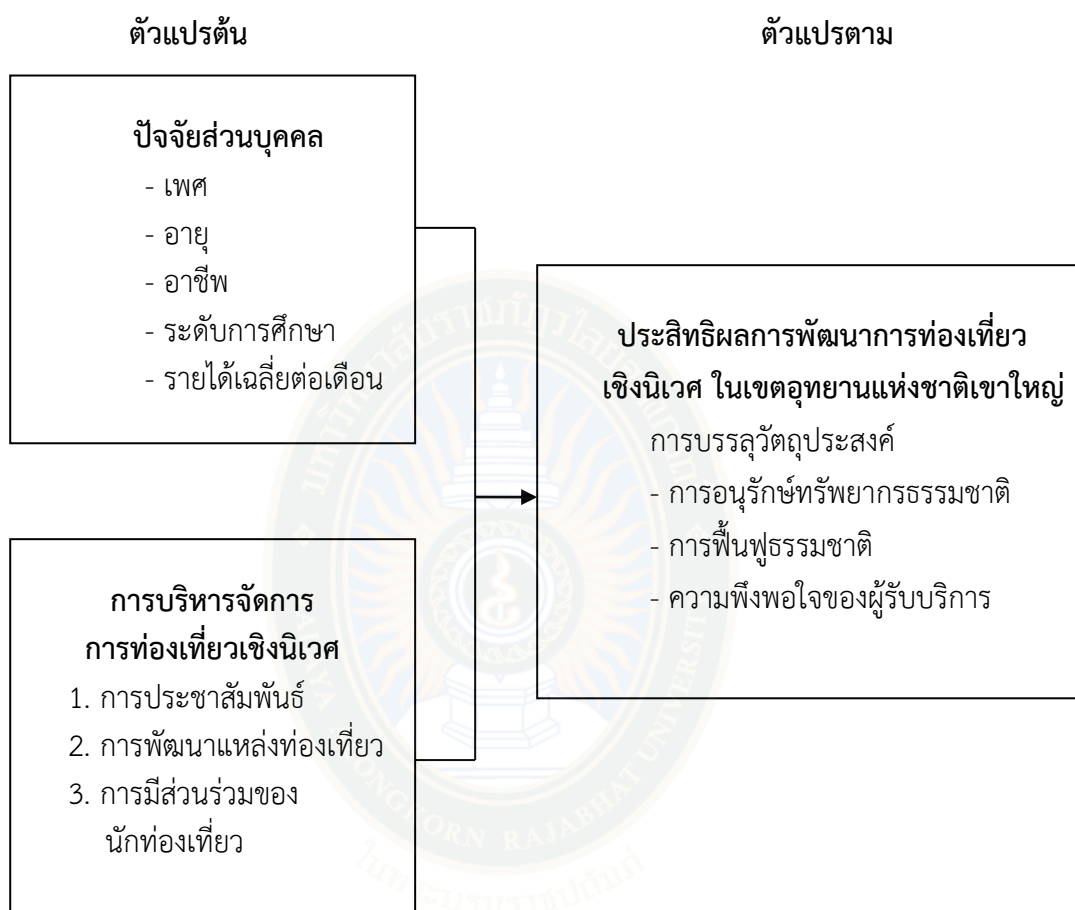 ตัวแปรต้น
ตัวแปรตาม
ปัจจัยส่วนบุคคล
- เพศ
- อายุ
- อาชีพ
- ระดับการศึกษา
- รายได้เฉลี่ยต่อเดือน
การบริหารจัดการ
การท่องเที่ยวเชิงนิเวศ
1. การประชาสัมพันธ์
2. การพัฒนาแหล่งท่องเที่ยว
3. การมีส่วนร่วมของ
นักท่องเที่ยว
ประสิทธิผลการพัฒนาการท่องเที่ยว
เชิงนิเวศ ในเขตอุทยานแห่งชาติเขาใหญ่
การบรรลุวัตถุประสงค์
- การอนุรักษ์ทรัพยากรธรรมชาติ
- การฟื้นฟูธรรมชาติ
- ความพึงพอใจของผู้รับบริการ
RAJABHAT UNIVERSITY